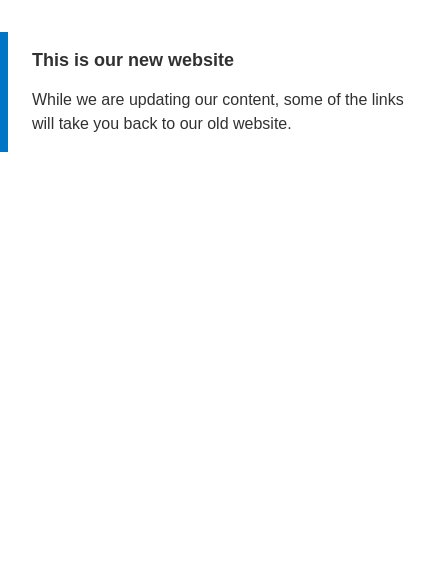 This is our new website
While we are updating our content, some of the links
will take you back to our old website.